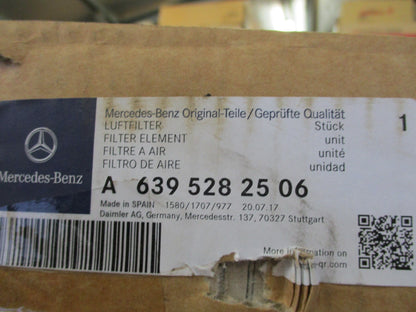 Mercedes-Benz Original-Teile/Geprüfte Qualität
LUFTFILTER Stück 1
FILTER ELEMENT unit
FILTRE A AIR unité
FILTRO DE AIRE unidad
Mercedes-Benz
A 639 528 25 06
Made in SPAIN 1580/1707/977 20.07.17
Daimler AG, Germany, Mercedesstr. 137, 70327 Stuttgart
More information on
-qr.com